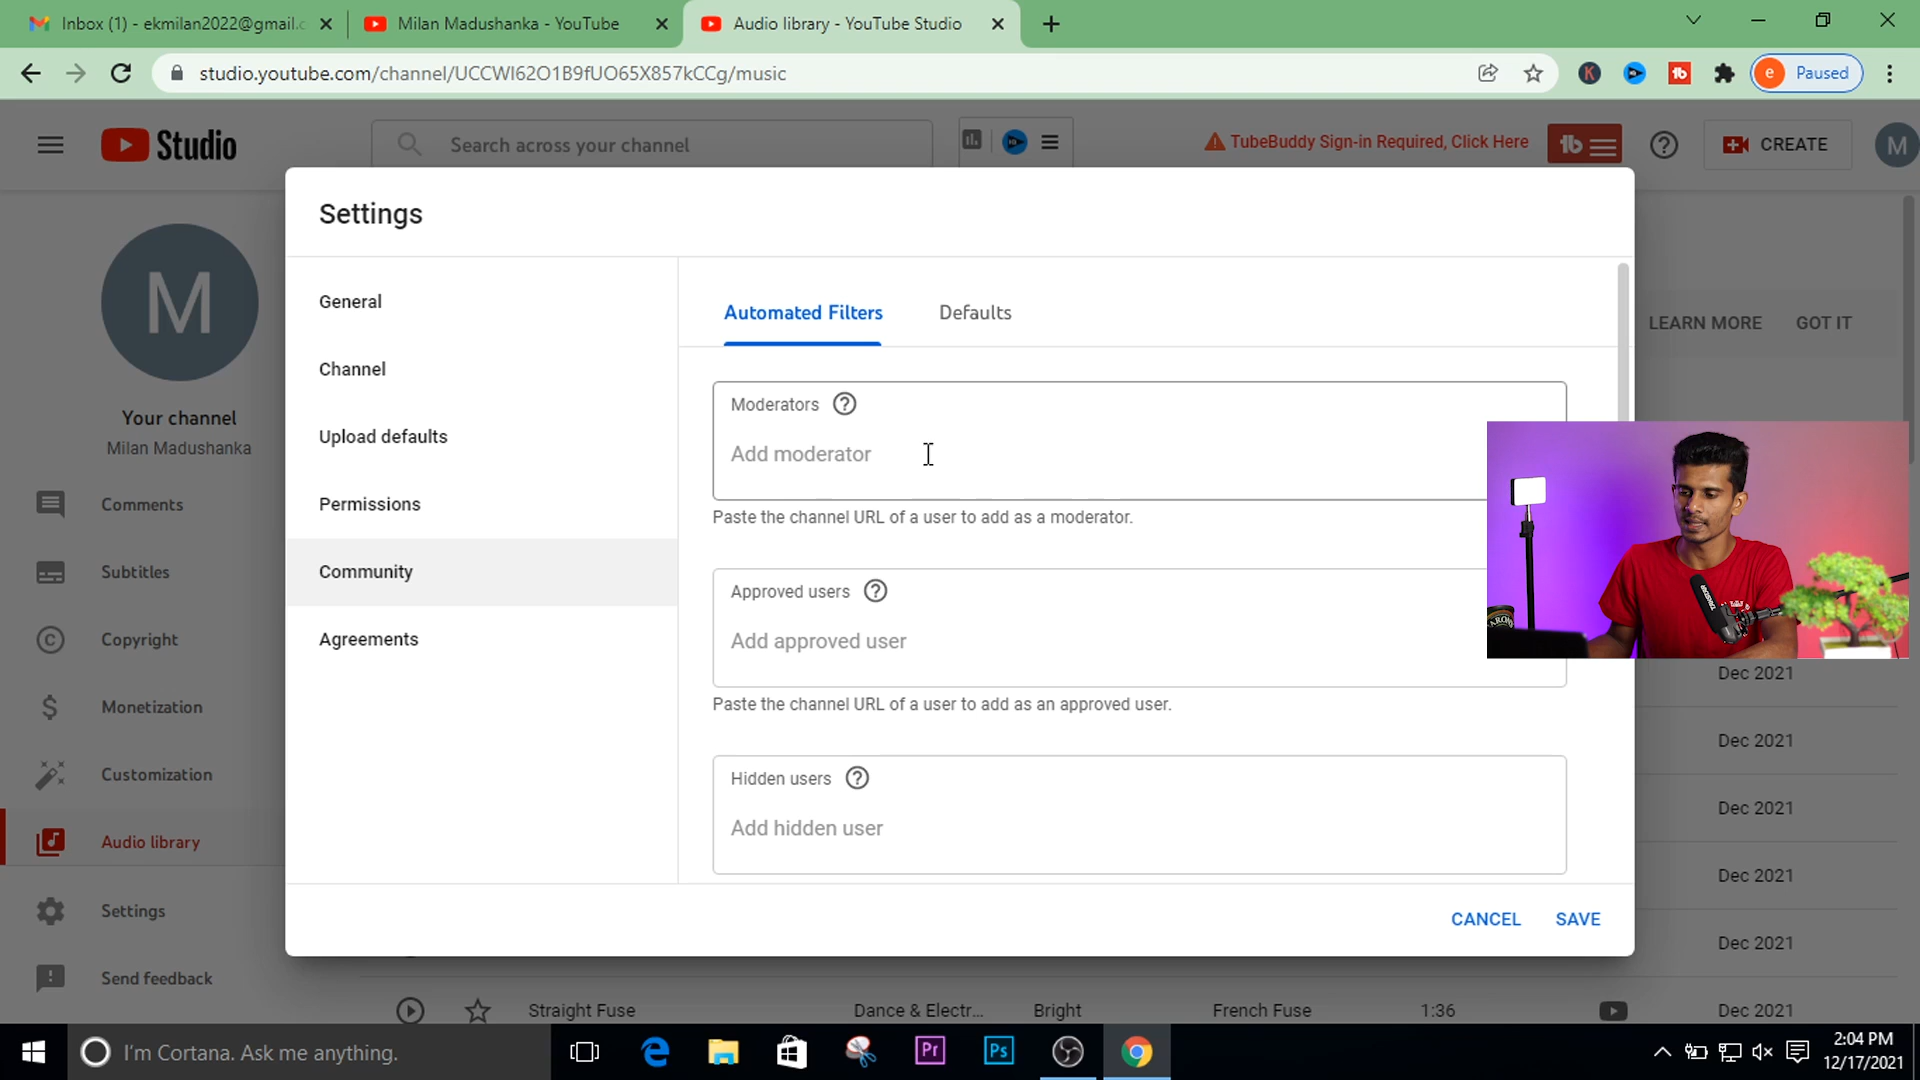 Inbox (1) - ekmilan2022@gmail.c
Milan Madushanka - YouTube
Audio library - YouTube Studio
studio.youtube.com/channel/UCCWI62O1B9fUO65X857kCCg/music
K
tb
e
Paused
Studio
Search across your channel
TubeBuddy Sign-in Required, Click Here
tb
CREATE
M
Settings
M
General
Automated Filters
Defaults
LEARN MORE
GOT IT
Channel
Moderators
Your channel
Milan Madushanka
Upload defaults
Add moderator
Comments
Permissions
Paste the channel URL of a user to add as a moderator.
Subtitles
Community
Approved users
Copyright
Agreements
Add approved user
Dec 2021
Monetization
Paste the channel URL of a user to add as an approved user.
Dec 2021
Customization
Hidden users
Dec 2021
Audio library
Add hidden user
Dec 2021
Settings
CANCEL
SAVE
Dec 2021
Send feedback
Straight Fuse
Dance & Electr...
Bright
French Fuse
1:36
Dec 2021
I'm Cortana. Ask me anything.
Pr
Ps
2:04 PM
12/17/2021